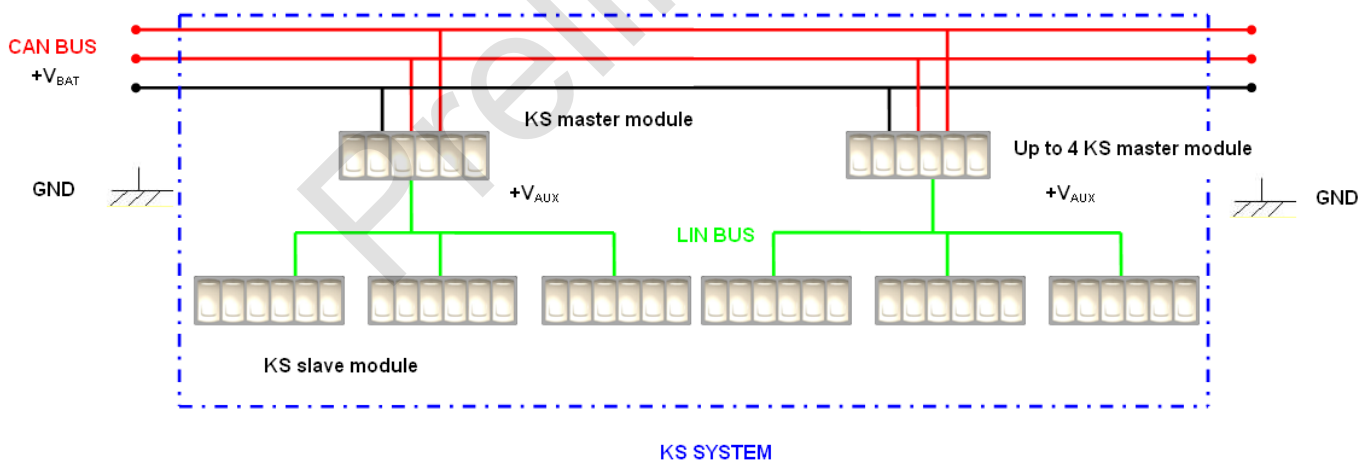 CAN BUS
+VBAT
KS master module
Up to 4 KS master module
GND
+VAUX
+VAUX
GND
LIN BUS
KS slave module
KS SYSTEM
Preli